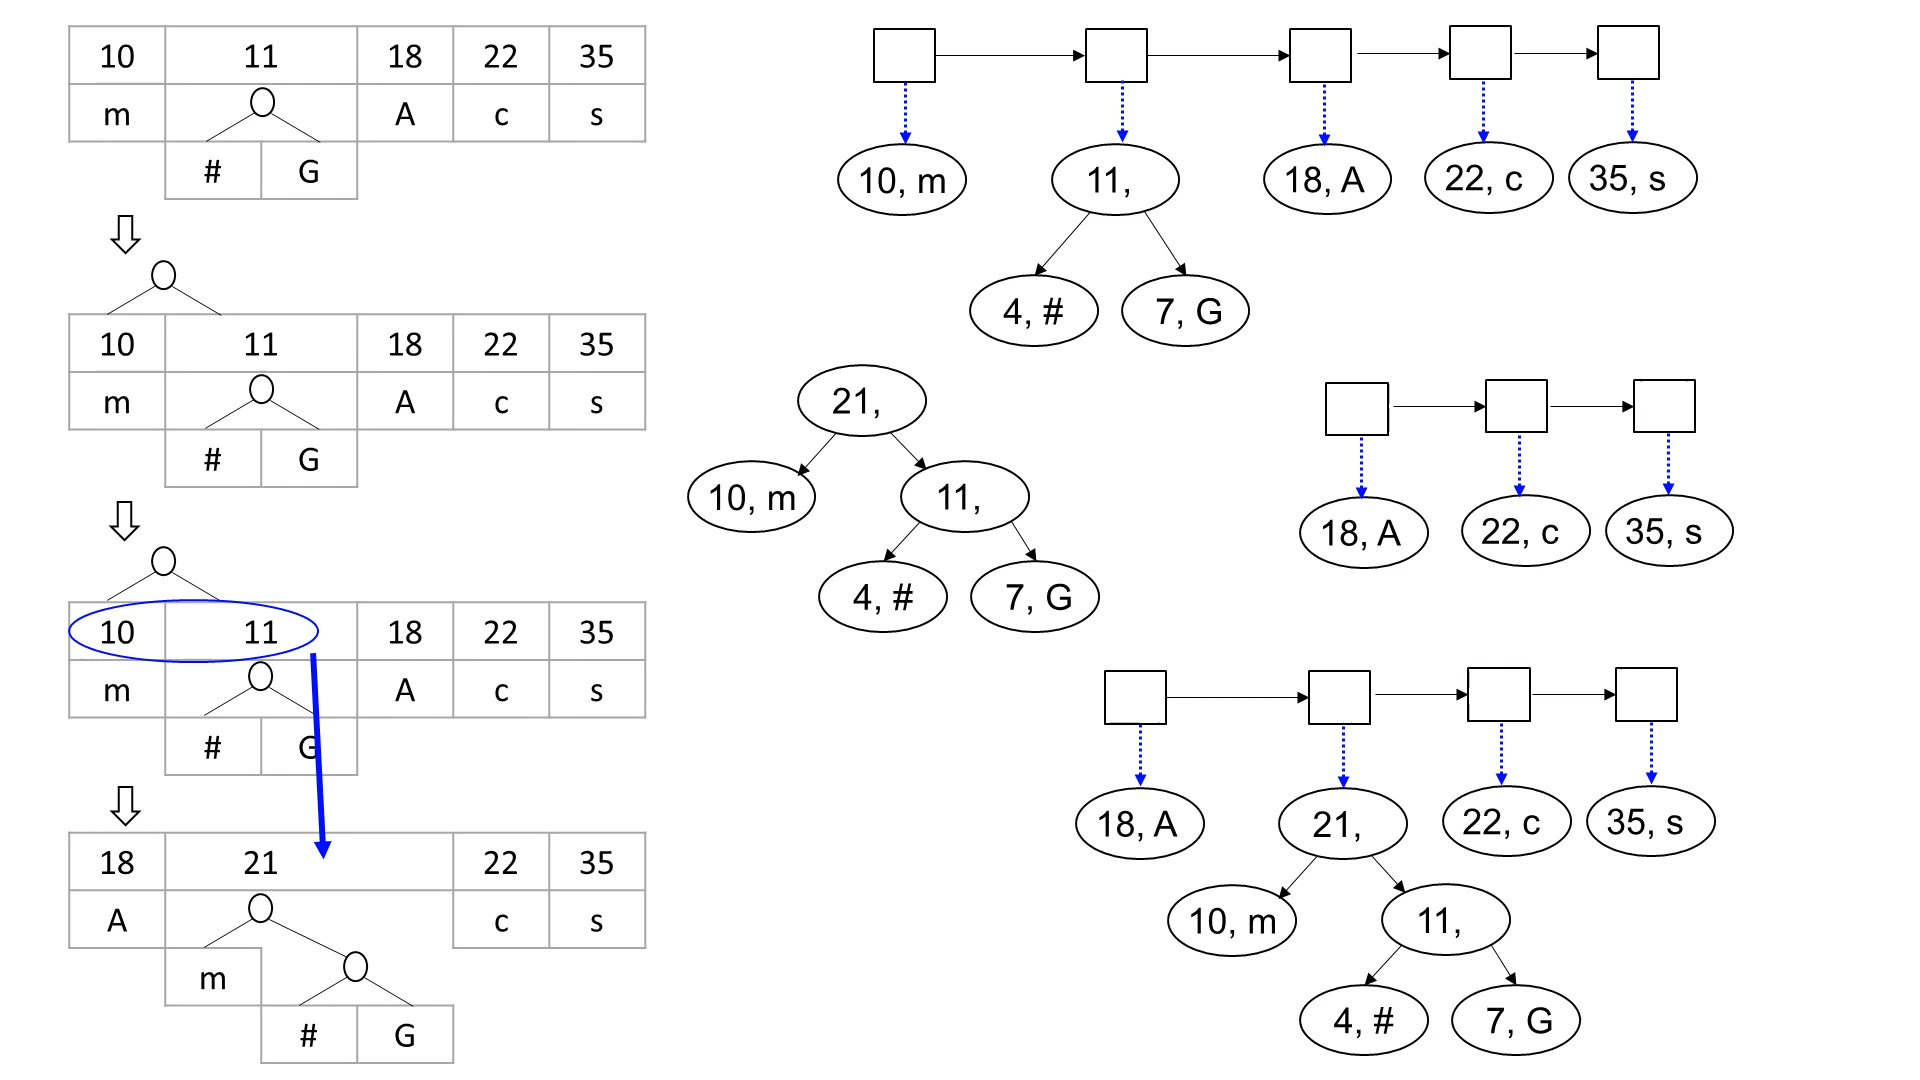 10 11 18 22 35
m A c s
# G
10 11 18 22 35
m A c s
# G
10 11 18 22 35
m A c s
# G
18 21 22 35
A c s
m
# G
10, m 11, 18, A 22, c 35, s
4, # 7, G
21,
10, m 11,
4, # 7, G
18, A 22, c 35, s
18, A 21, 22, c 35, s
10, m 11,
4, # 7, G